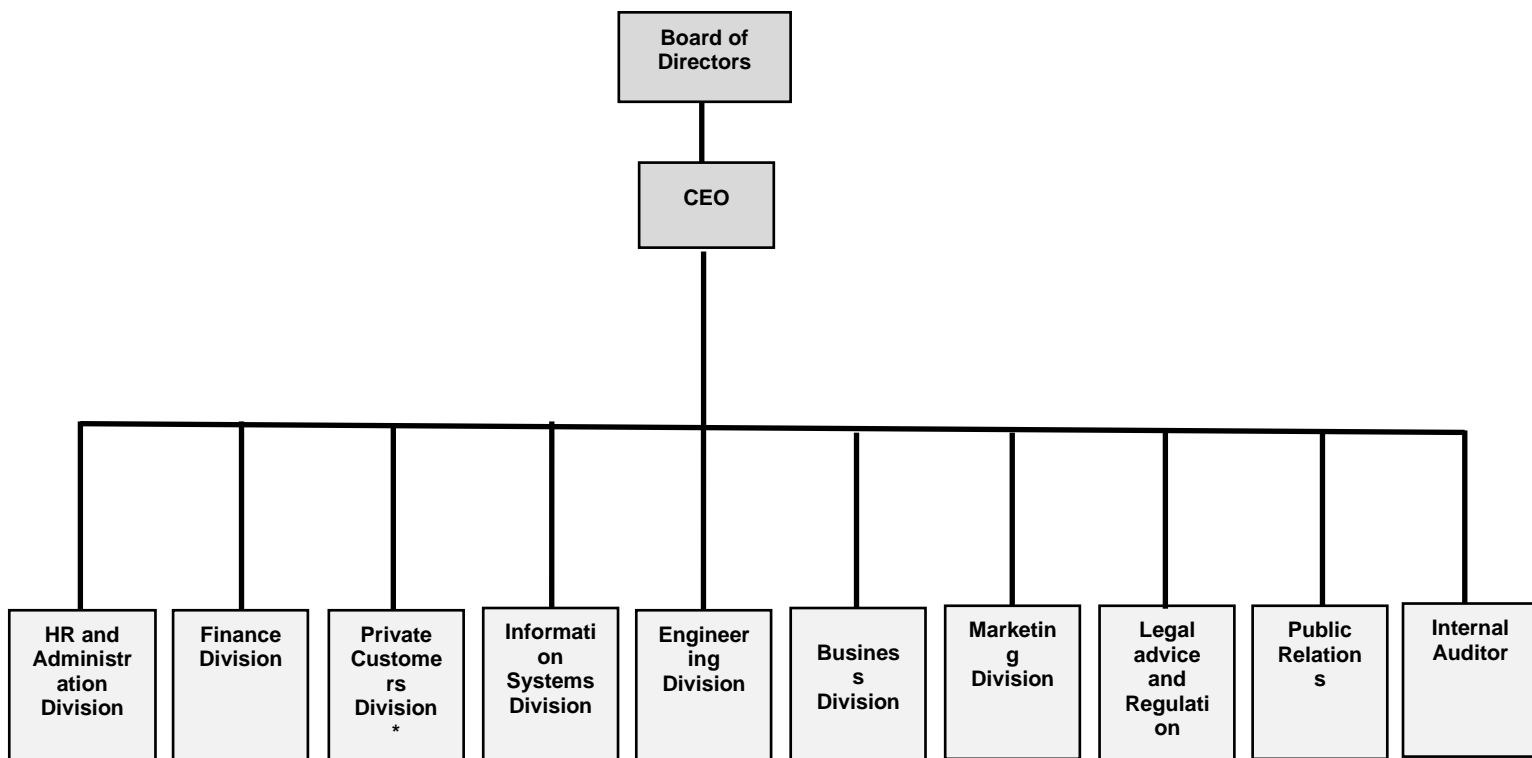 Board of
Directors
CEO
HR and
Administr
ation
Division
Finance
Division
Private
Custome
rs
Division
*
Informati
on
Systems
Division
Engineer
ing
Division
Busines
s
Division
Marketin
g
Division
Legal
advice
and
Regulati
on
Public
Relation
s
Internal
Auditor